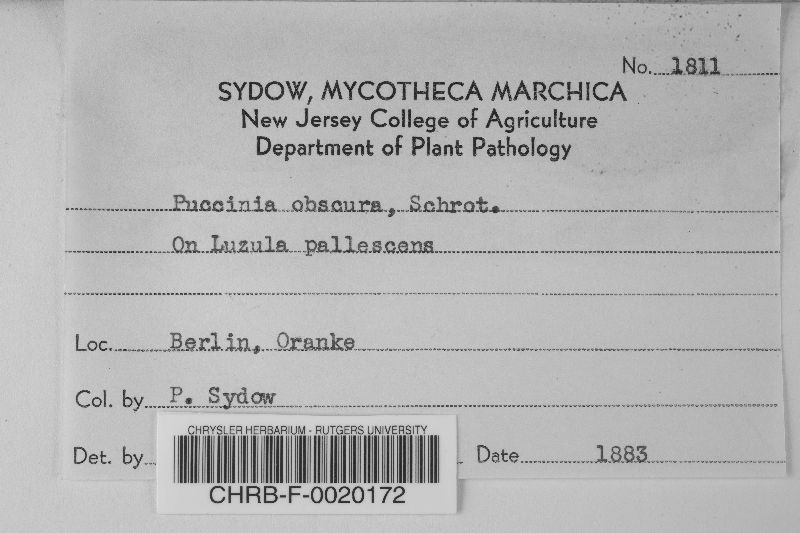 No. 1811
SYDOW, MYCOTHECA MARCHICA
New Jersey College of Agriculture
Department of Plant Pathology
Puccinia obscura, Schrot.
On Luzula pallescens
Loc. Berlin, Oranke
Col. by P. Sydow
Det. by Date 1883
CHRYSLER HERBARIUM - RUTGERS UNIVERSITY
CHRB-F-0020172